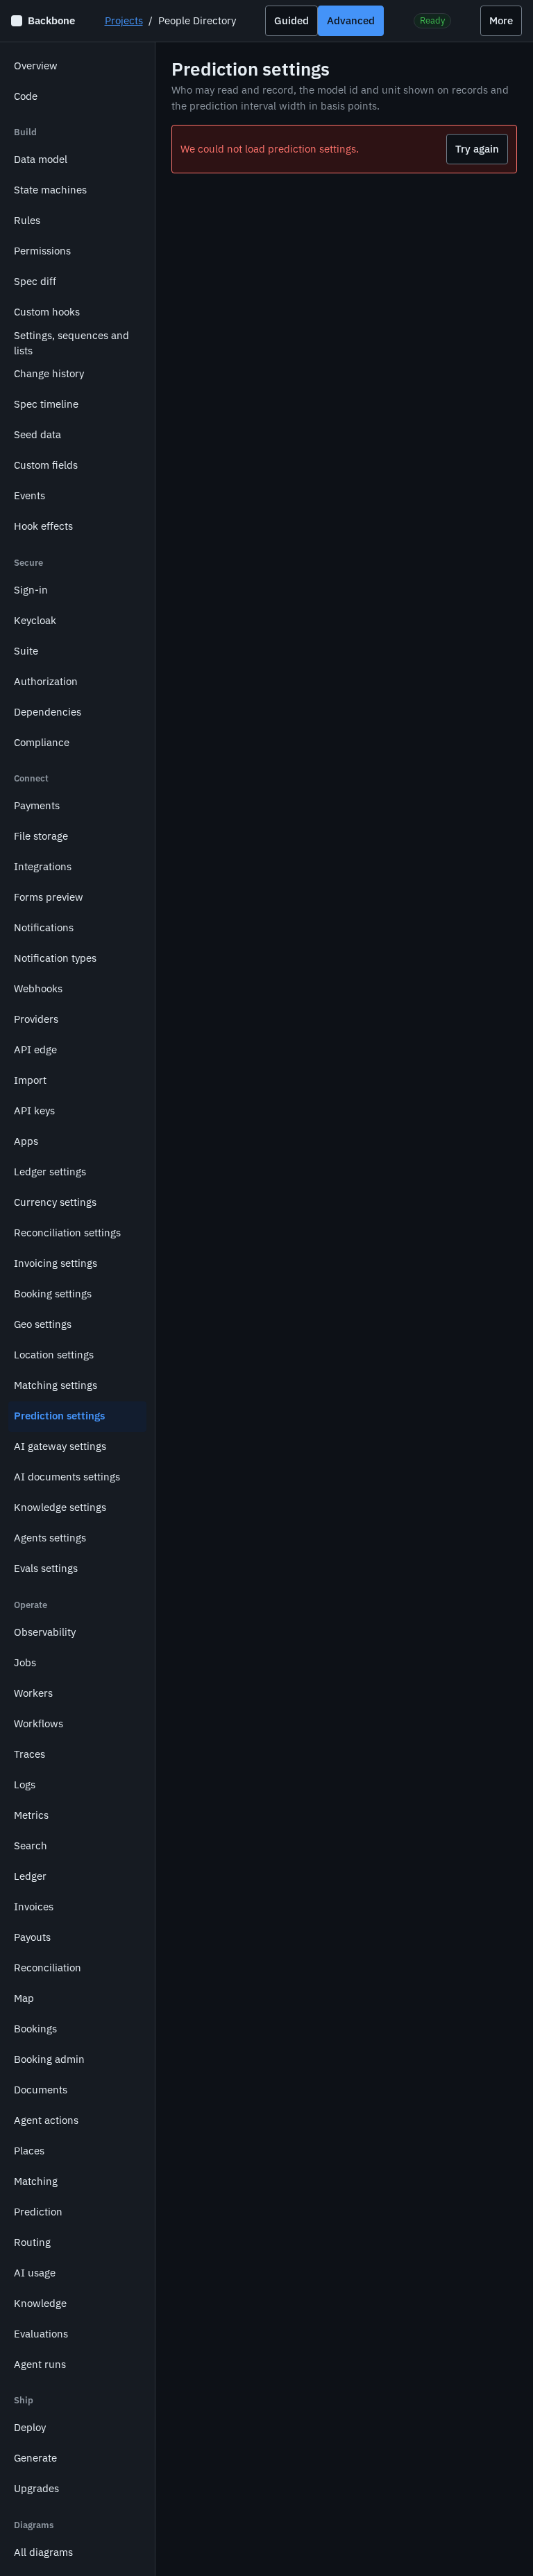 Backbone
Projects / People Directory
Guided
Advanced
Ready
More
Overview
Code
Build
Data model
State machines
Rules
Permissions
Spec diff
Custom hooks
Settings, sequences and
lists
Change history
Spec timeline
Seed data
Custom fields
Events
Hook effects
Secure
Sign-in
Keycloak
Suite
Authorization
Dependencies
Compliance
Connect
Payments
File storage
Integrations
Forms preview
Notifications
Notification types
Webhooks
Providers
API edge
Import
API keys
Apps
Ledger settings
Currency settings
Reconciliation settings
Invoicing settings
Booking settings
Geo settings
Location settings
Matching settings
Prediction settings
AI gateway settings
AI documents settings
Knowledge settings
Agents settings
Evals settings
Operate
Observability
Jobs
Workers
Workflows
Traces
Logs
Metrics
Search
Ledger
Invoices
Payouts
Reconciliation
Map
Bookings
Booking admin
Documents
Agent actions
Places
Matching
Prediction
Routing
AI usage
Knowledge
Evaluations
Agent runs
Ship
Deploy
Generate
Upgrades
Diagrams
All diagrams
Prediction settings
Who may read and record, the model id and unit shown on records and
the prediction interval width in basis points.
We could not load prediction settings.
Try again